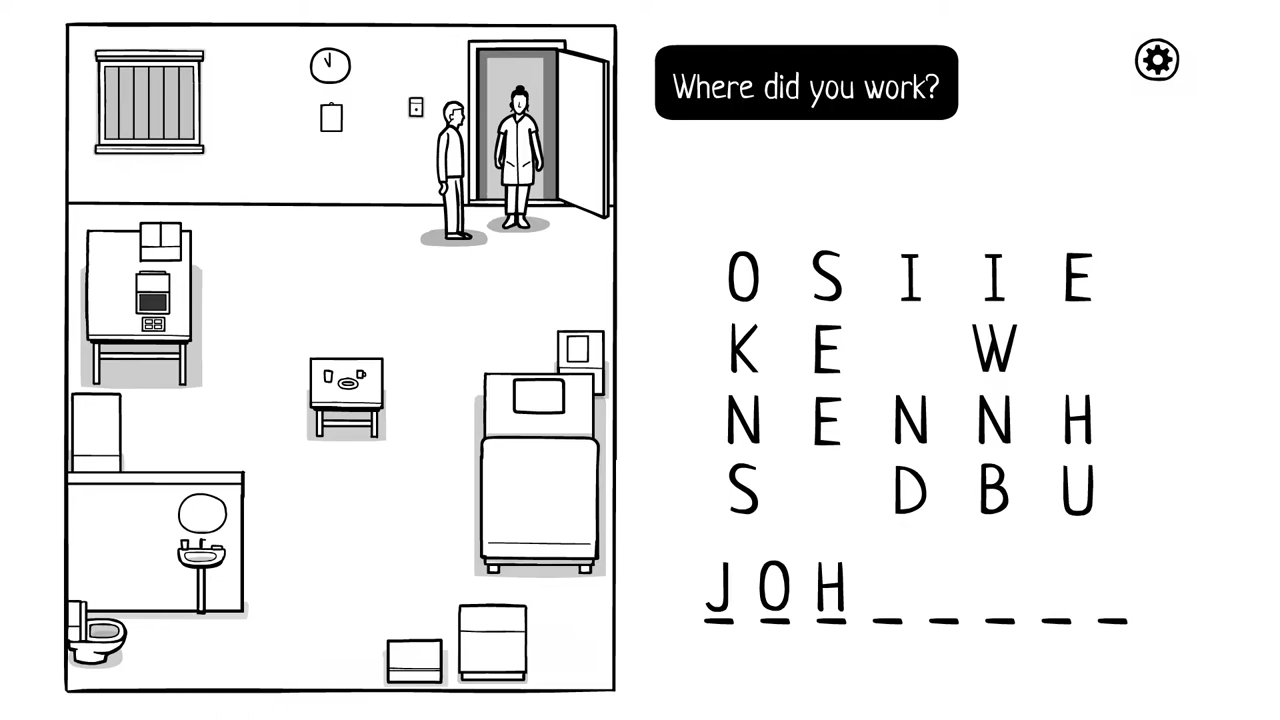 Where did you work?
O S I I E
K E W
N E N N H
S D B U
J O H _ _ _ _ _